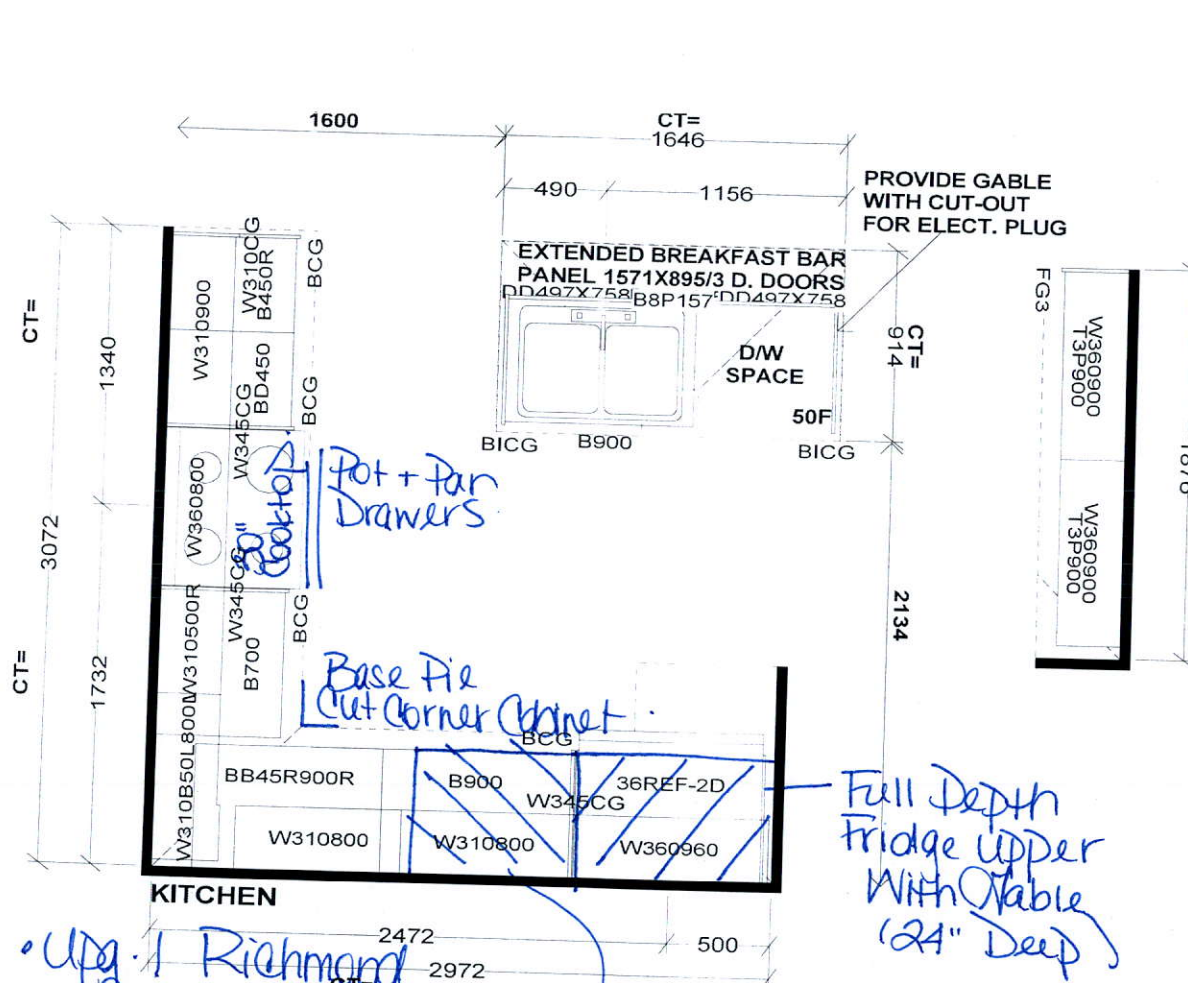 1600
CT=
1646
490
1156
PROVIDE GABLE
WITH CUT-OUT
FOR ELECT. PLUG
EXTENDED BREAKFAST BAR
PANEL 1571X895/3 D. DOORS
DD497X758 B8P157 DD497X758
D/W
SPACE
50F
BICG
B900
BICG
CT=
914
2134
FG3
W360900
T3P900
W360900
T3P900
CT=
1340
3072
CT=
1732
W310900
W310CG
B450R
BCG
BD450
BCG
W345CG
W360800
30"
Cooktop
Pot + Pan
Drawers
W345CG
W310500R
B700
BCG
Base Pie
Cut Corner Cabinet
BCG
BB45R900R
B900
W345CG
36REF-2D
W310800
W310800
W360960
Full Depth
Fridge Upper
With Gable
(24" Deep)
KITCHEN
2472
500
2972
• Upg. 1 Richmond